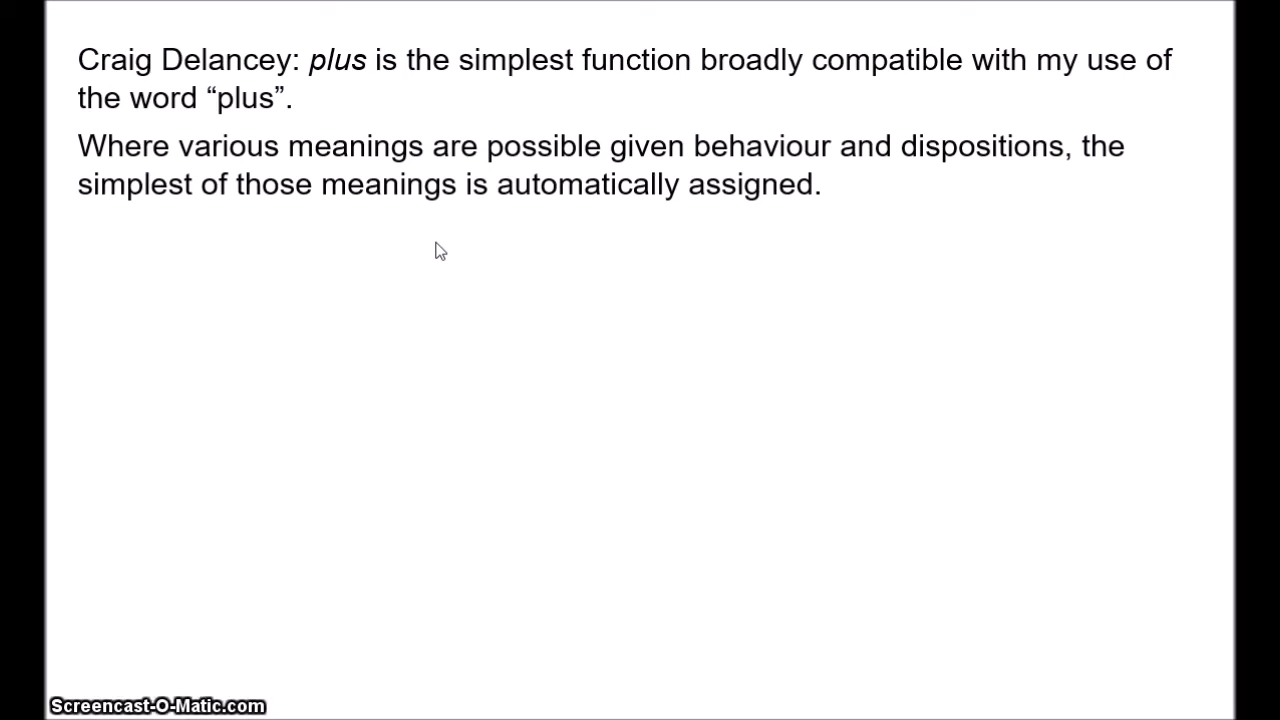 Craig Delancey: plus is the simplest function broadly compatible with my use of
the word “plus”.
Where various meanings are possible given behaviour and dispositions, the
simplest of those meanings is automatically assigned.
Screencast-O-Matic.com